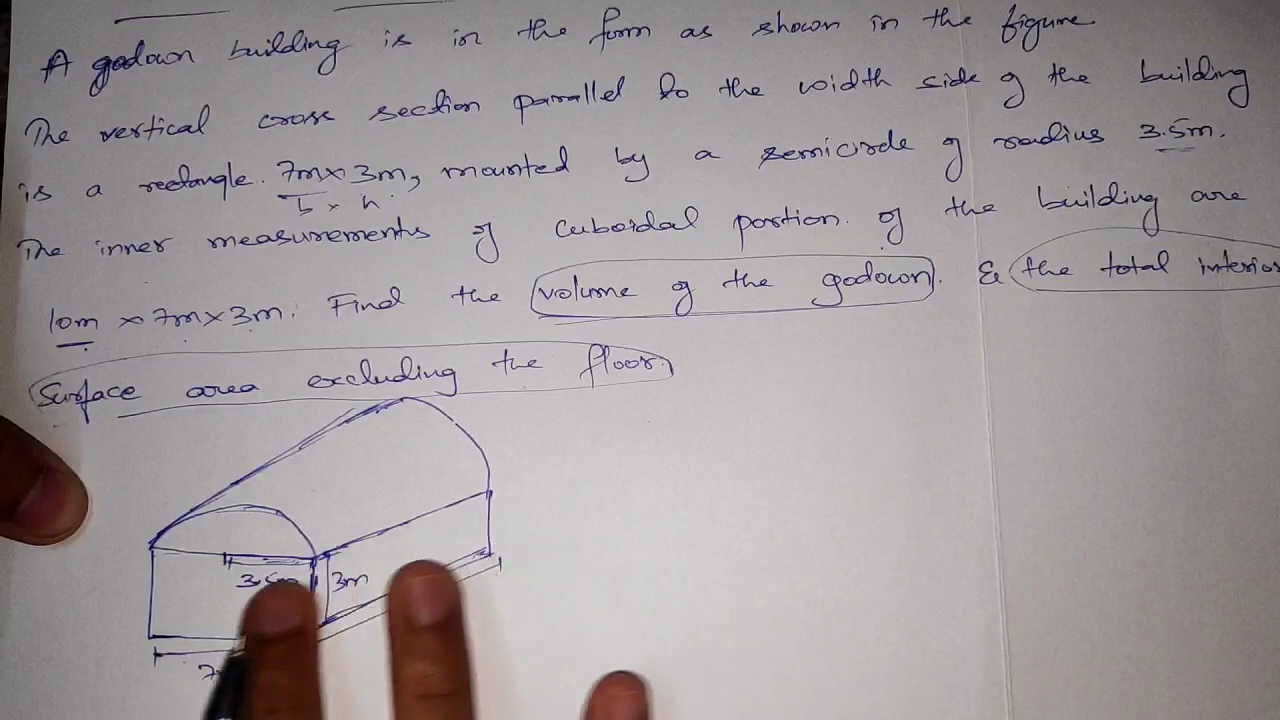 A godown building is in the form as shown in the figure
The vertical cross section parallel to the width side of the building
is a rectangle. 7m × 3m, mounted by a semicircle of radius 3.5m.
b × h.
The inner measurements of cuboidal portion. of the building are
10m × 7m × 3m. Find the volume of the godown. & the total interior
surface area excluding the floor.
3m